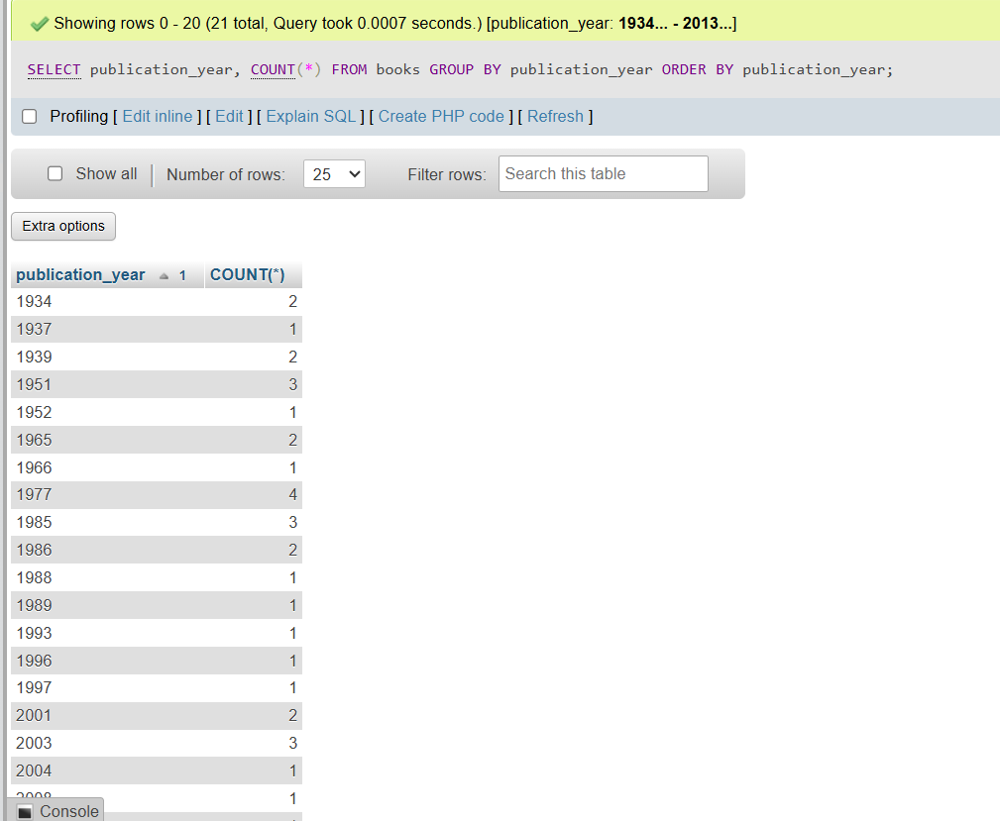 Showing rows 0 - 20 (21 total, Query took 0.0007 seconds.) [publication_year: 1934... - 2013...]
SELECT publication_year, COUNT(*) FROM books GROUP BY publication_year ORDER BY publication_year;
Profiling [ Edit inline ] [ Edit ] [ Explain SQL ] [ Create PHP code ] [ Refresh ]
Show all Number of rows: 25 Filter rows: Search this table
Extra options
publication_year 1 COUNT(*)
1934 2
1937 1
1939 2
1951 3
1952 1
1965 2
1966 1
1977 4
1985 3
1986 2
1988 1
1989 1
1993 1
1996 1
1997 1
2001 2
2003 3
2004 1
2008 1
Console